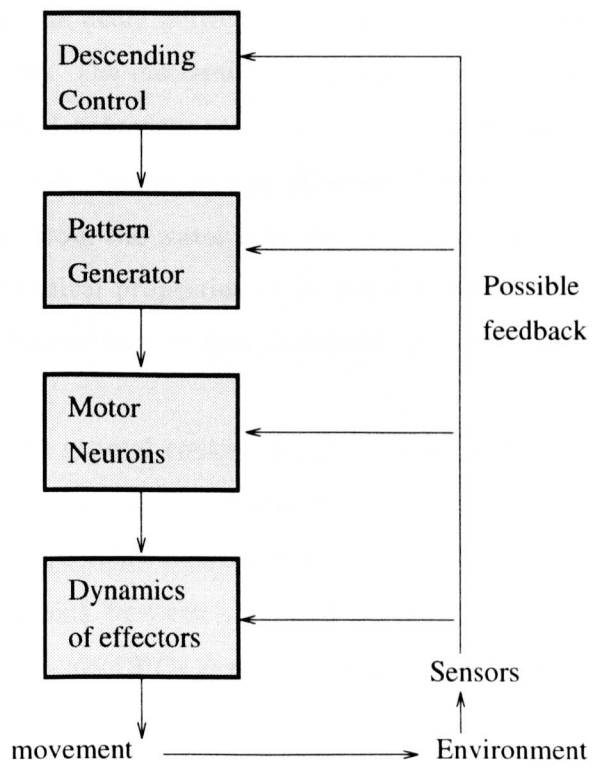 Descending
Control
Pattern
Generator
Possible
feedback
Motor
Neurons
Dynamics
of effectors
Sensors
movement
Environment